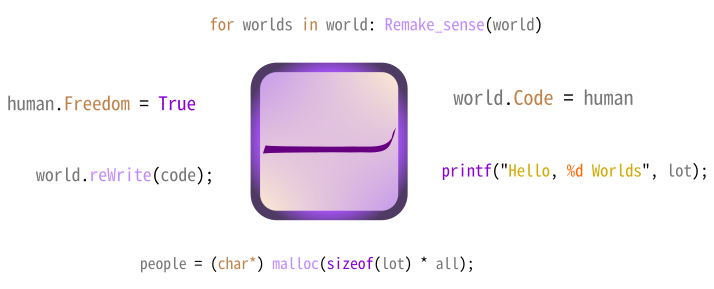 for worlds in world: Remake_sense(world)
human.Freedom = True
world.Code = human
world.reWrite(code);
printf("Hello, %d Worlds", lot);
people = (char*) malloc(sizeof(lot) * all);